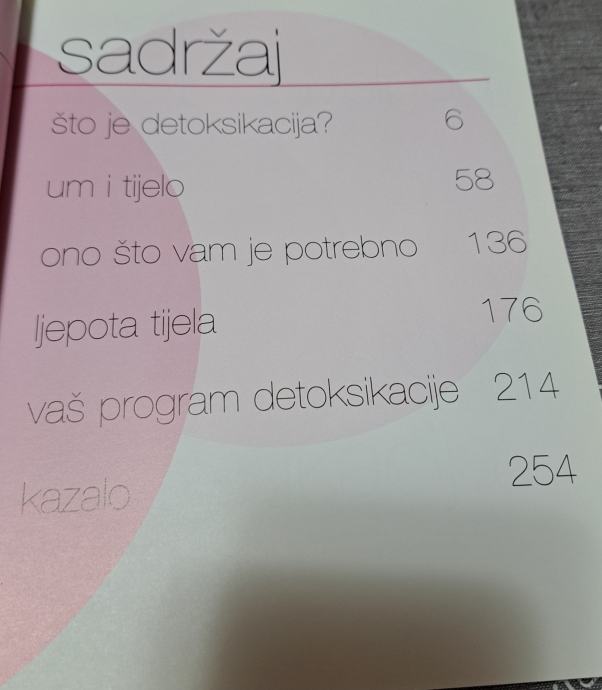 sadržaj
što je detoksikacija? 6
um i tijelo 58
ono što vam je potrebno 136
ljepota tijela 176
vaš program detoksikacije 214
kazalo 254